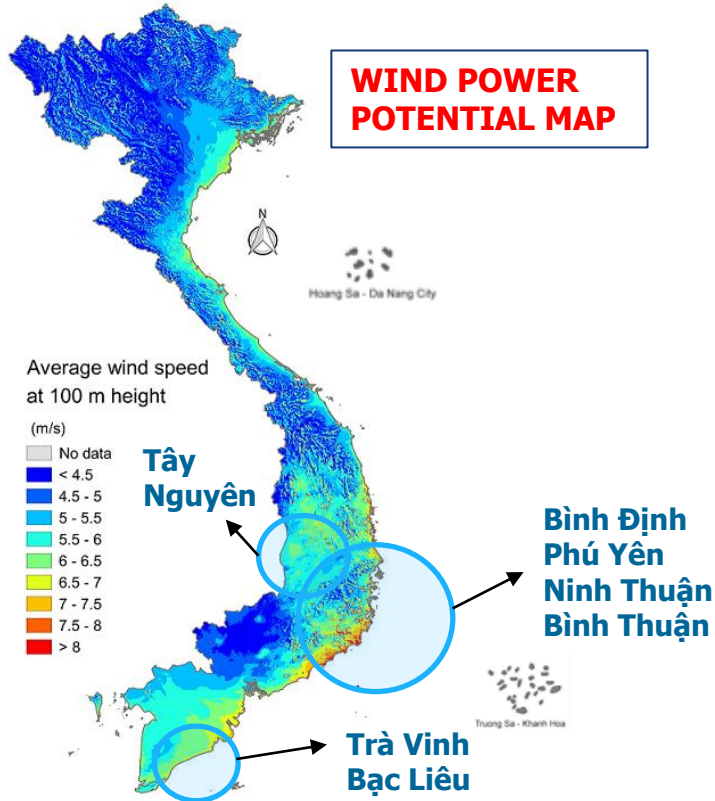 WIND POWER
POTENTIAL MAP
N
Hoang Sa - Da Nang City
Average wind speed
at 100 m height
(m/s)
No data
< 4.5
4.5 - 5
5 - 5.5
5.5 - 6
6 - 6.5
6.5 - 7
7 - 7.5
7.5 - 8
> 8
Tây
Nguyên
Bình Định
Phú Yên
Ninh Thuận
Bình Thuận
Truong Sa - Khanh Hoa
Trà Vinh
Bạc Liêu